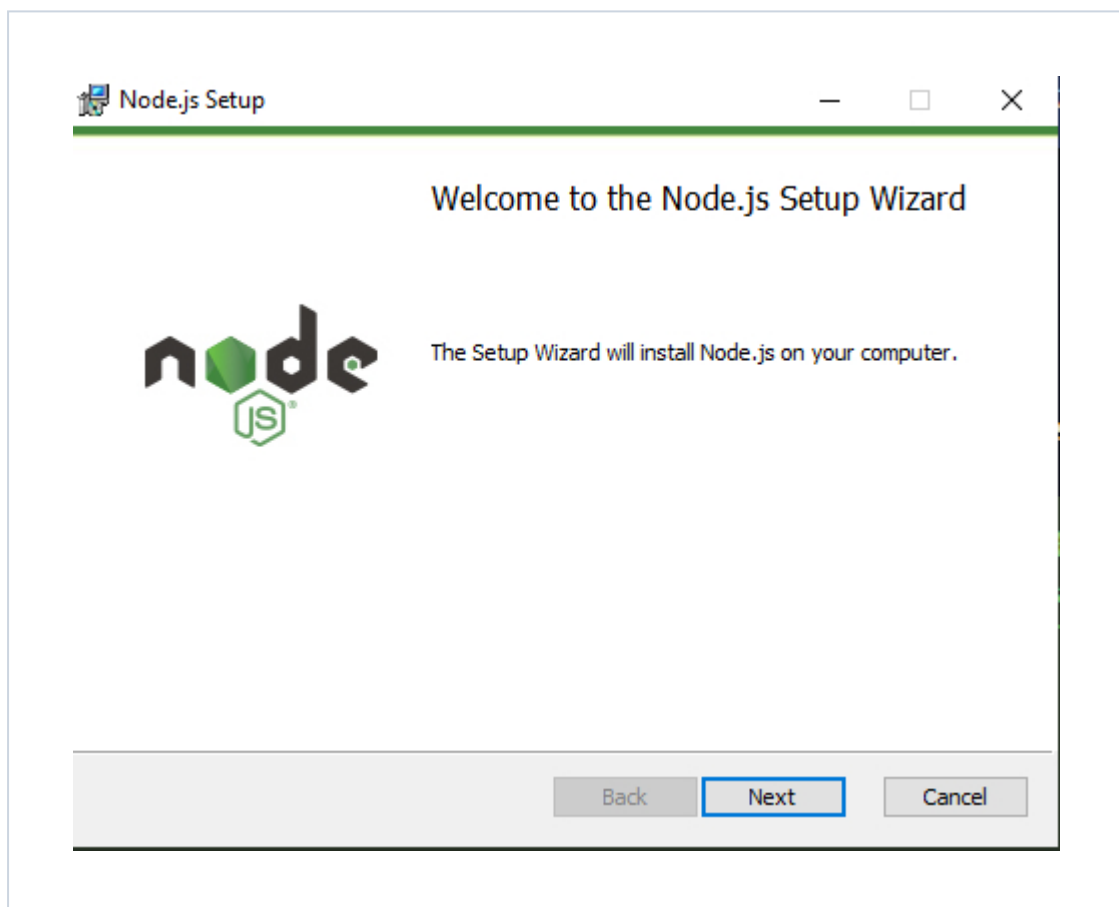 Node.js Setup
Welcome to the Node.js Setup Wizard
node
JS®
The Setup Wizard will install Node.js on your computer.
Back Next Cancel